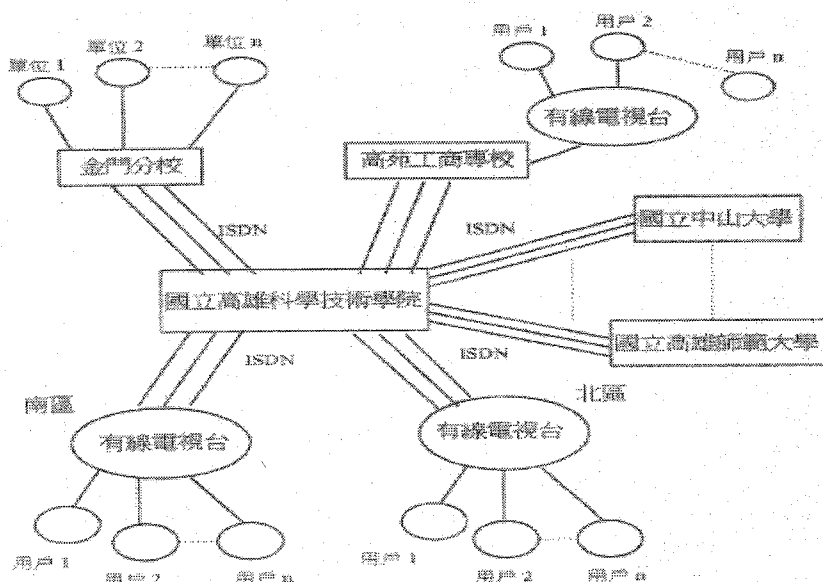 單位 1
單位 2
單位 n
用戶 1
用戶 2
用戶 n
有線電視台
金門分校
高苑工商專校
ISDN
ISDN
國立中山大學
國立高雄科學技術學院
國立高雄師範大學
ISDN
ISDN
南區
北區
有線電視台
有線電視台
用戶 1
用戶 2
用戶 n
用戶 1
用戶 2
用戶 n